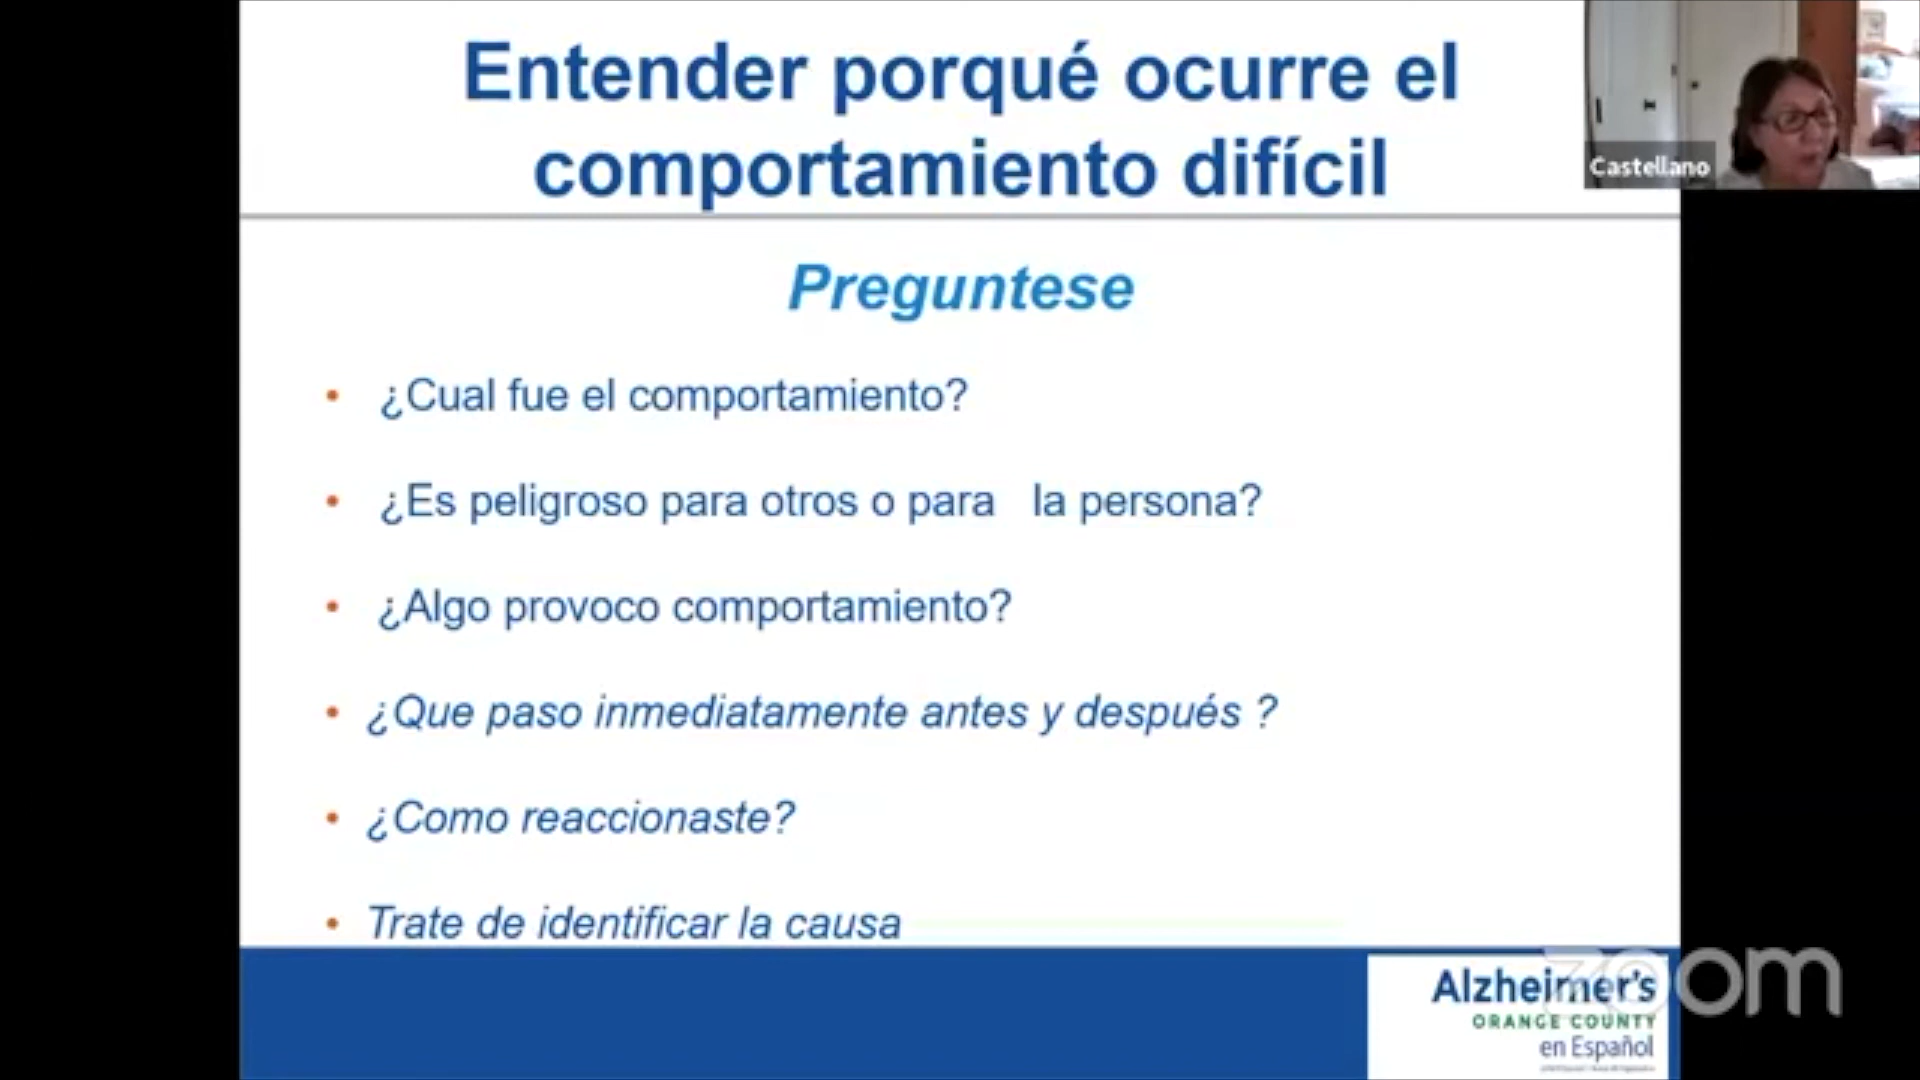 Entender porqué ocurre el
comportamiento difícil
Castellano
Preguntese
• ¿Cual fue el comportamiento?
• ¿Es peligroso para otros o para la persona?
• ¿Algo provoco comportamiento?
• ¿Que paso inmediatamente antes y después ?
• ¿Como reaccionaste?
• Trate de identificar la causa
Alzheimer's
ORANGE COUNTY
en Español
zoom